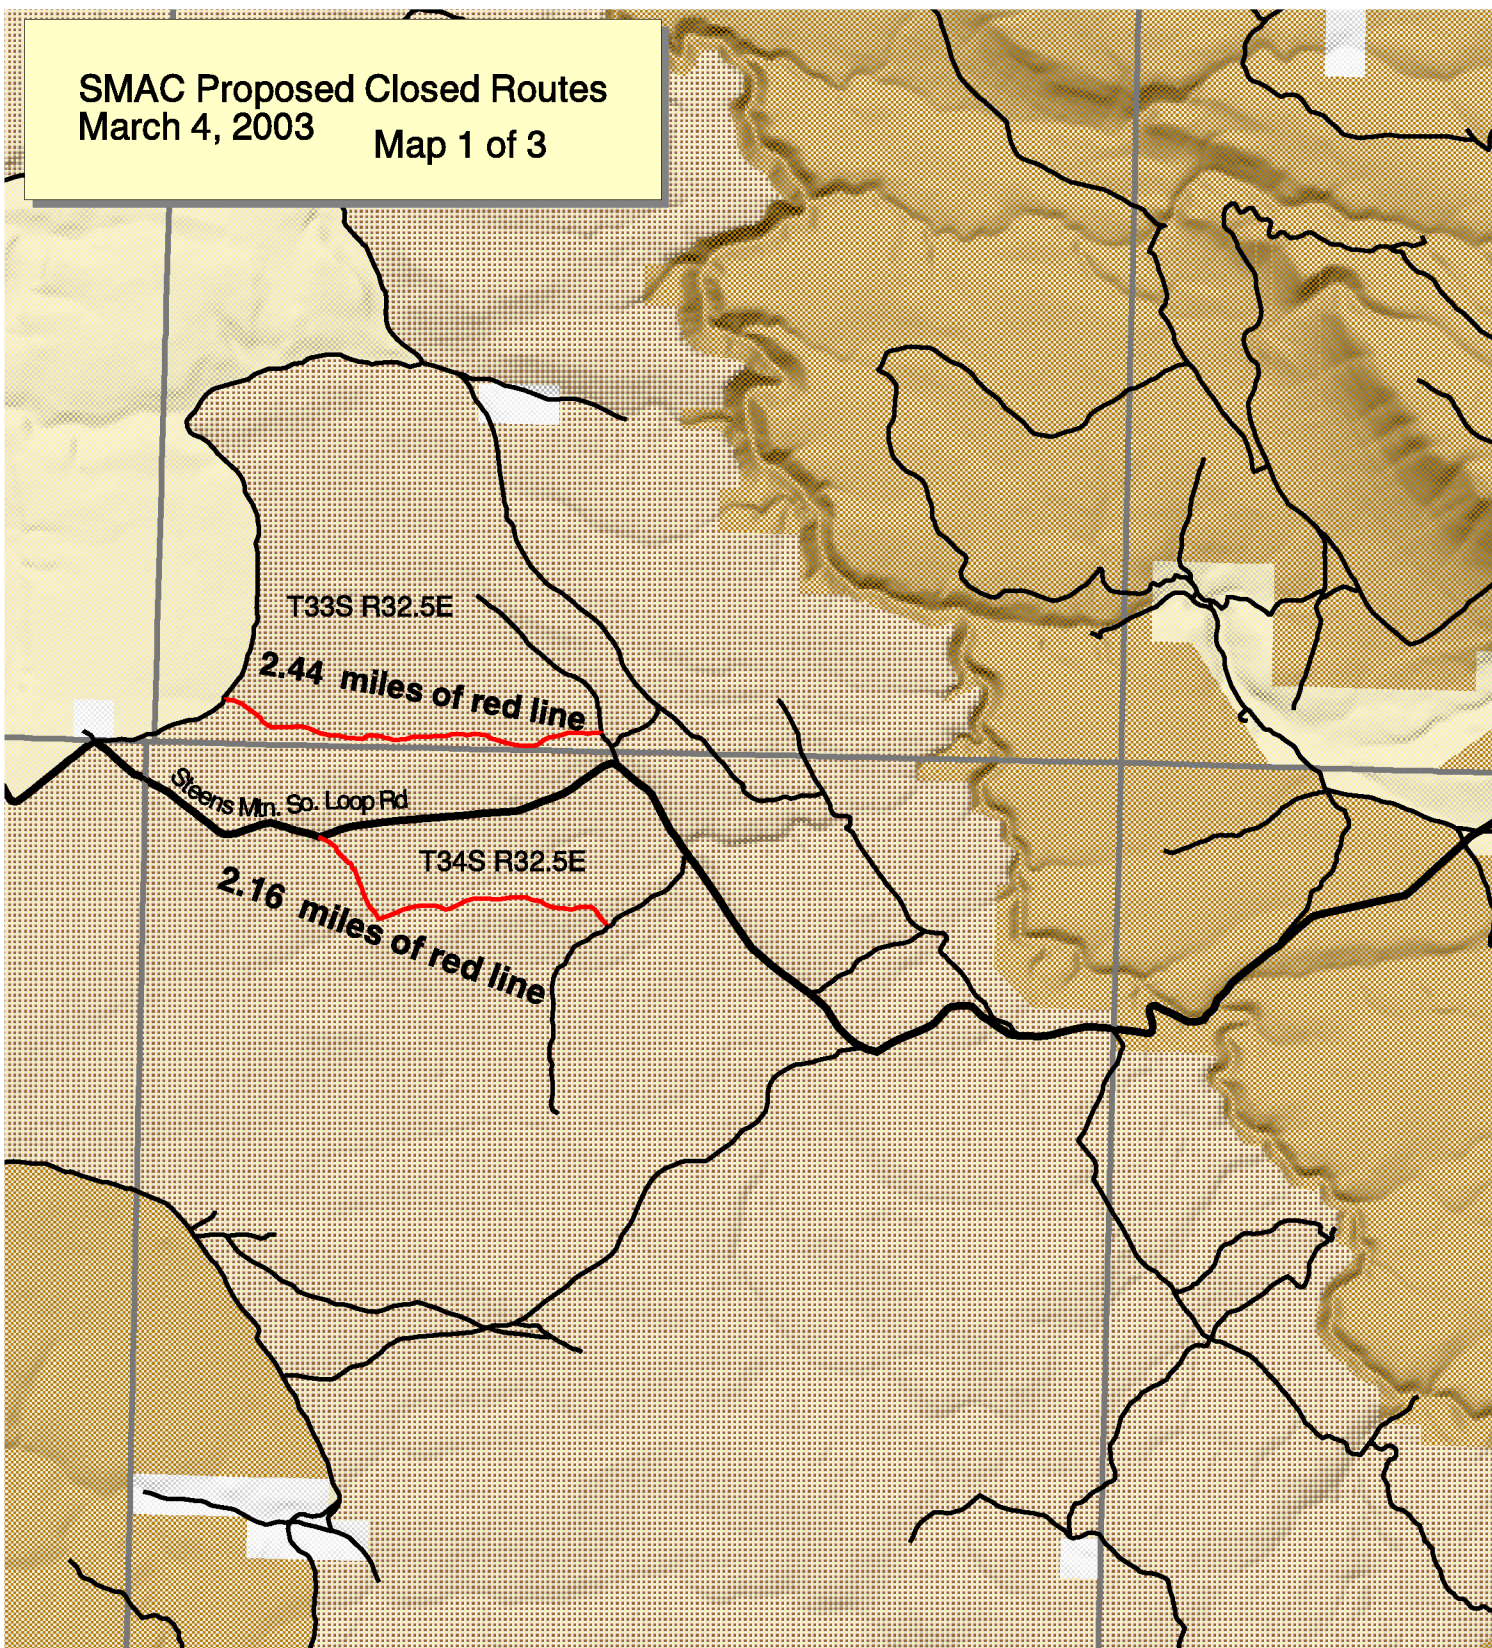 SMAC Proposed Closed Routes
March 4, 2003
Map 1 of 3
T33S R32.5E
2.44 miles of red line
Steens Mtn. So. Loop Rd
T34S R32.5E
2.16 miles of red line